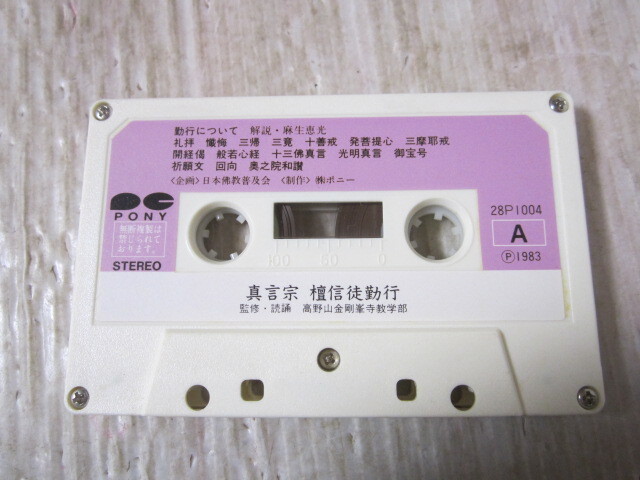 勤行について 解説・麻生恵光
礼拝 懺悔 三帰 三竟 十善戒 発菩提心 三摩耶戒
開経偈 般若心経 十三佛真言 光明真言 御宝号
祈願文 回向 奥之院和讃
〈企画〉日本佛教普及会 〈制作〉㈱ポニー
PONY
無断複製は
禁じられて
おります。
STEREO
28P1004
A
Ⓟ1983
100 50 0
真言宗 檀信徒勤行
監修・読誦 高野山金剛峯寺教学部